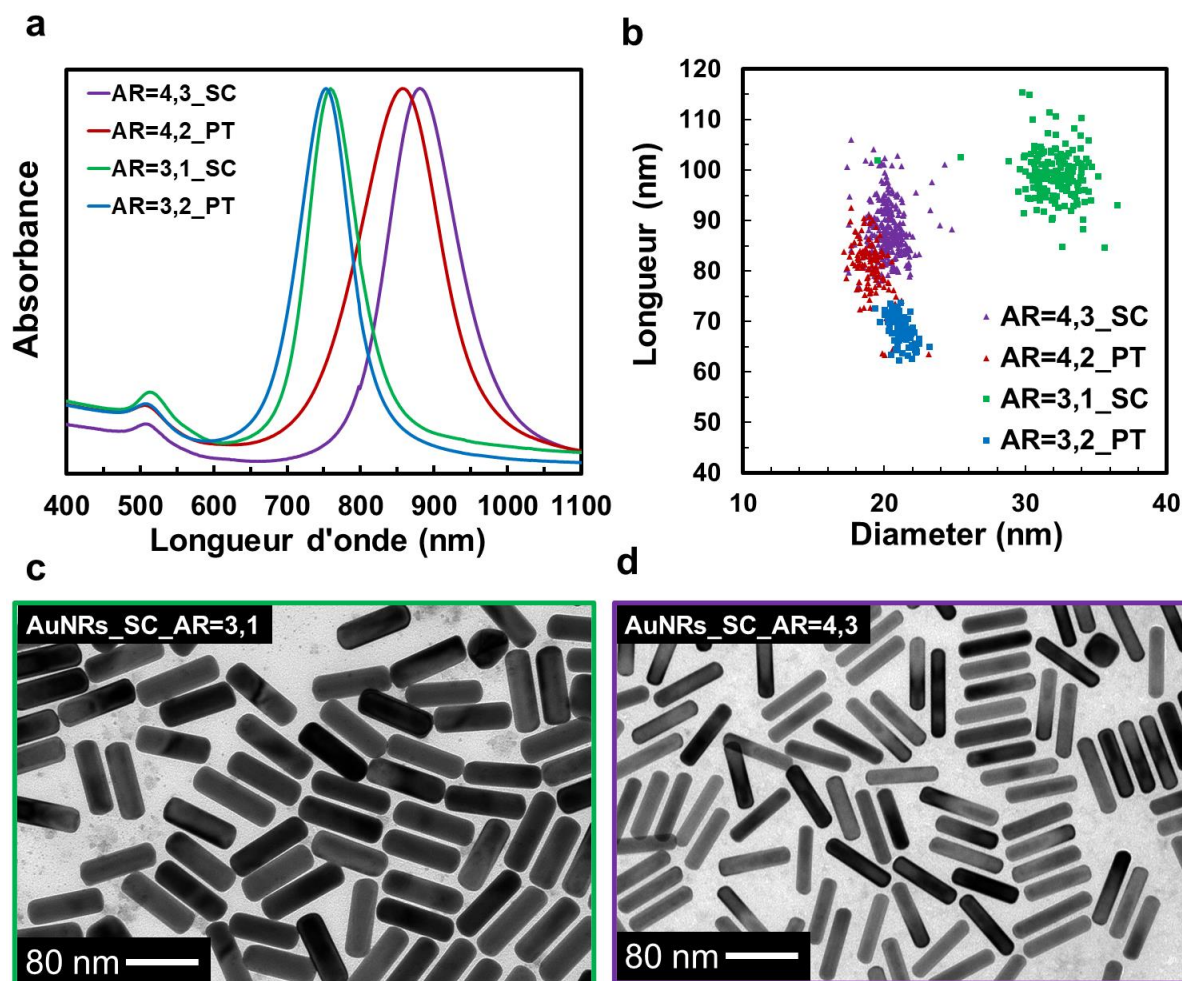 a
Absorbance
AR=4,3_SC
AR=4,2_PT
AR=3,1_SC
AR=3,2_PT
400 500 600 700 800 900 1000 1100
Longueur d'onde (nm)
b
Longueur (nm)
120
110
100
90
80
70
60
50
40
AR=4,3_SC
AR=4,2_PT
AR=3,1_SC
AR=3,2_PT
10 20 30 40
Diameter (nm)
c
AuNRs_SC_AR=3,1
80 nm
d
AuNRs_SC_AR=4,3
80 nm